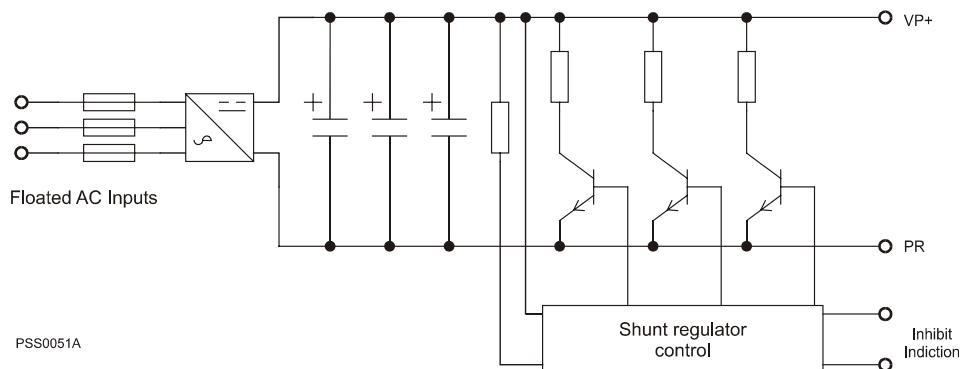 VP+
Floated AC Inputs
PR
Shunt regulator
control
Inhibit
Indiction
PSS0051A